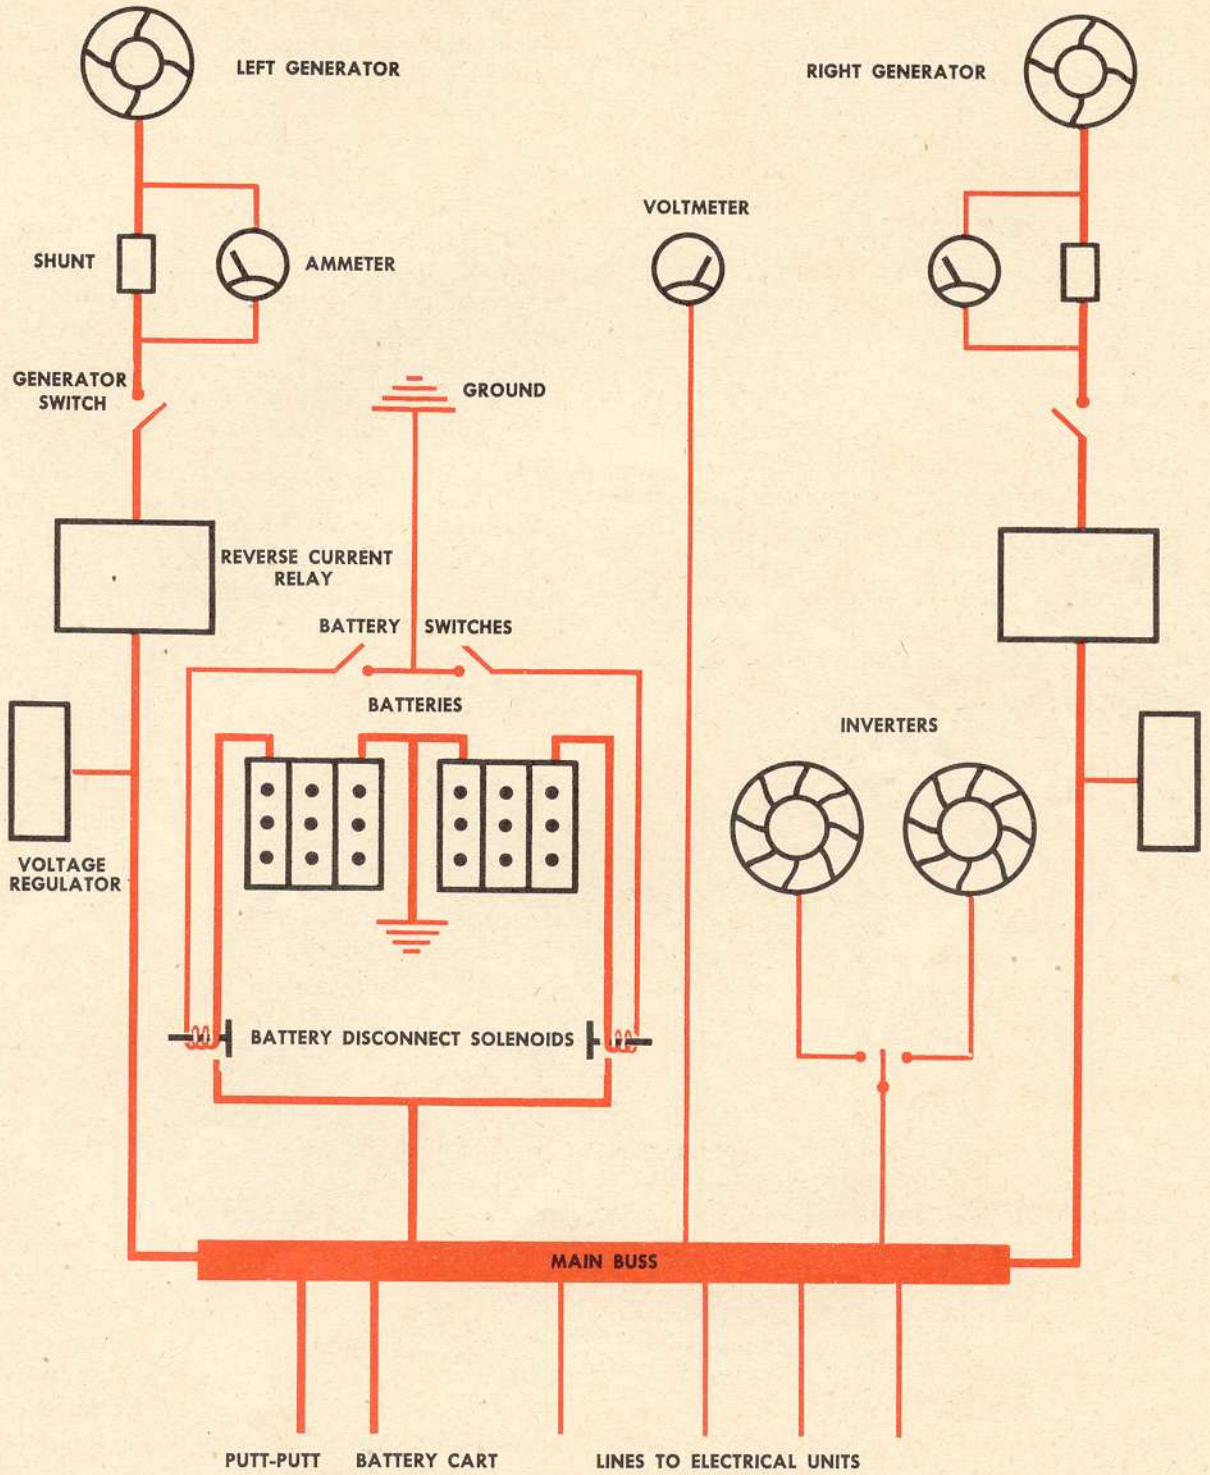 LEFT GENERATOR
RIGHT GENERATOR
VOLTMETER
SHUNT
AMMETER
GENERATOR
SWITCH
GROUND
REVERSE CURRENT
RELAY
BATTERY SWITCHES
BATTERIES
INVERTERS
VOLTAGE
REGULATOR
BATTERY DISCONNECT SOLENOIDS
MAIN BUSS
PUTT-PUTT
BATTERY CART
LINES TO ELECTRICAL UNITS